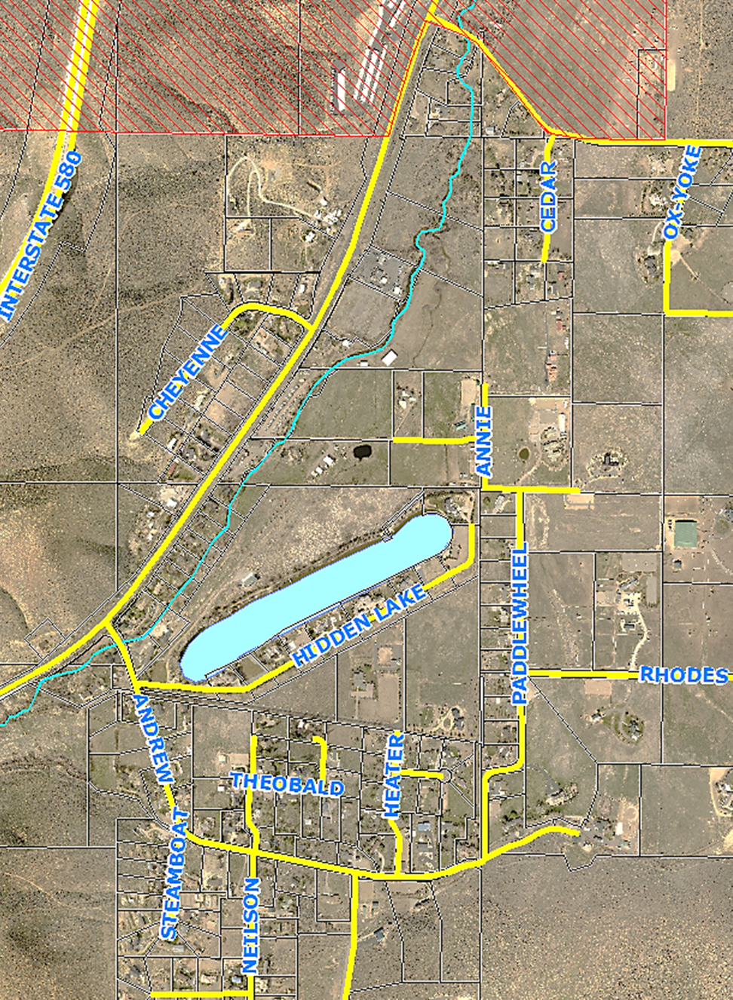 INTERSTATE 580
CEDAR
OX-YOKE
CHEYENNE
ANNIE
HIDDEN LAKE
PADDLEWHEEL
RHODES
ANDREW
THEOBALD
HEATER
STEAMBOAT
NEILSON